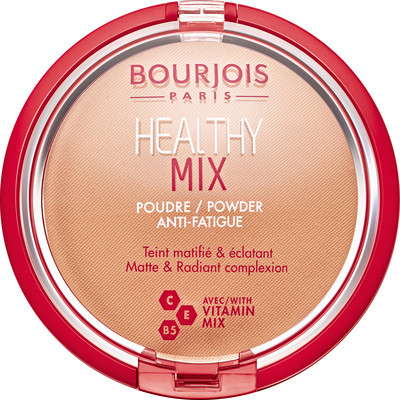 BOURJOIS
PARIS
HEALTHY
MIX
POUDRE / POWDER
ANTI-FATIGUE
Teint matifié & éclatant
Matte & Radiant complexion
C
E
B5
AVEC/WITH
VITAMIN
MIX